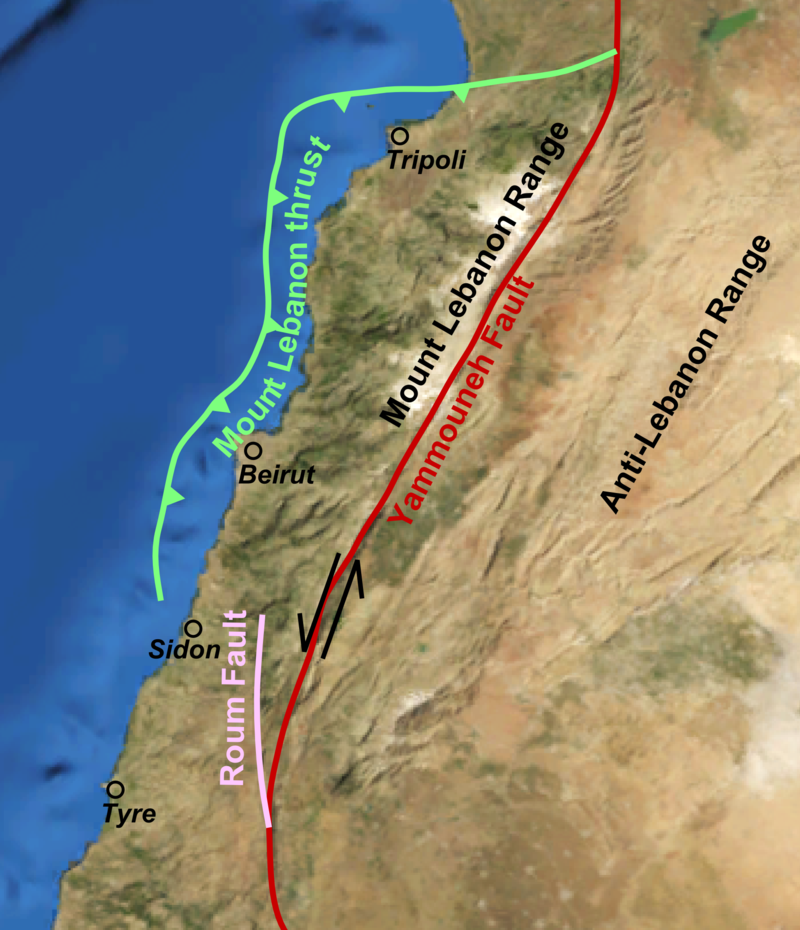 Tripoli
Mount Lebanon thrust
Mount Lebanon Range
Yammouneh Fault
Anti-Lebanon Range
Beirut
Sidon
Roum Fault
Tyre